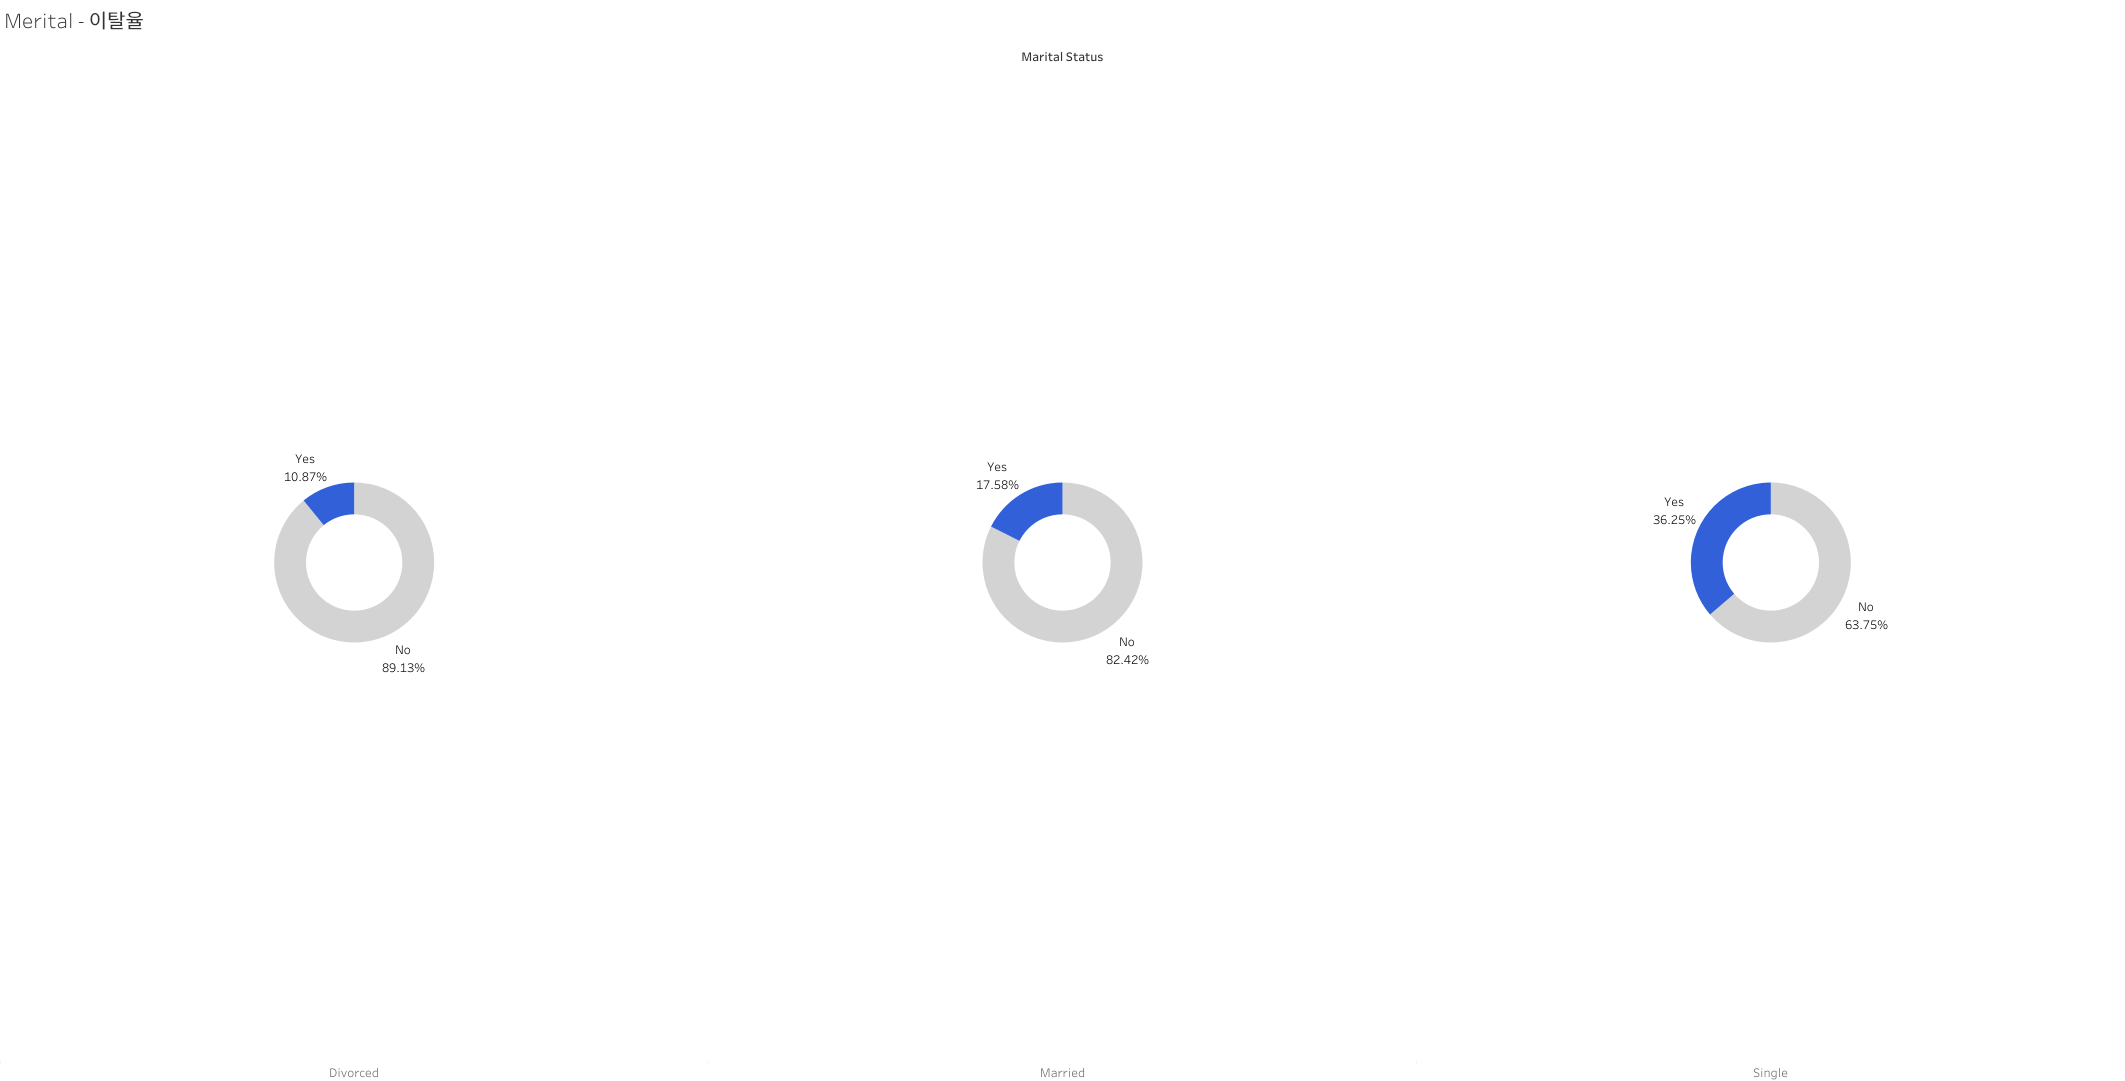 Merital - 이탈율
Marital Status
Yes
10.87%
No
89.13%
Yes
17.58%
No
82.42%
Yes
36.25%
No
63.75%
Divorced
Married
Single